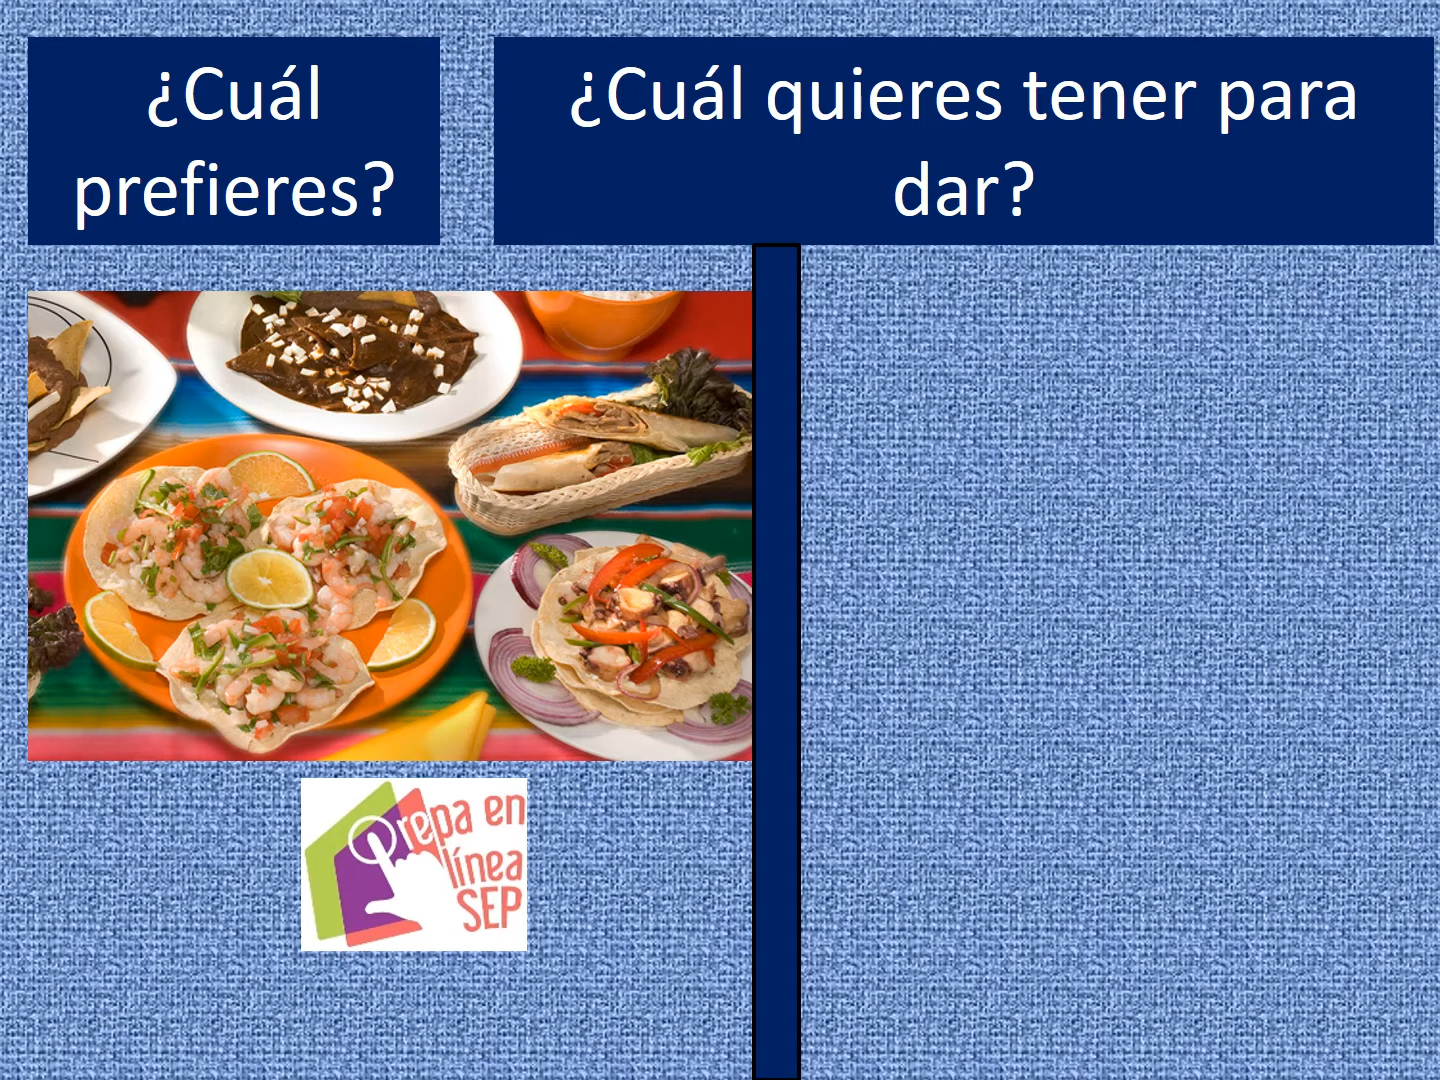 ¿Cuál
prefieres?
¿Cuál quieres tener para
dar?
Prepa en
línea
SEP